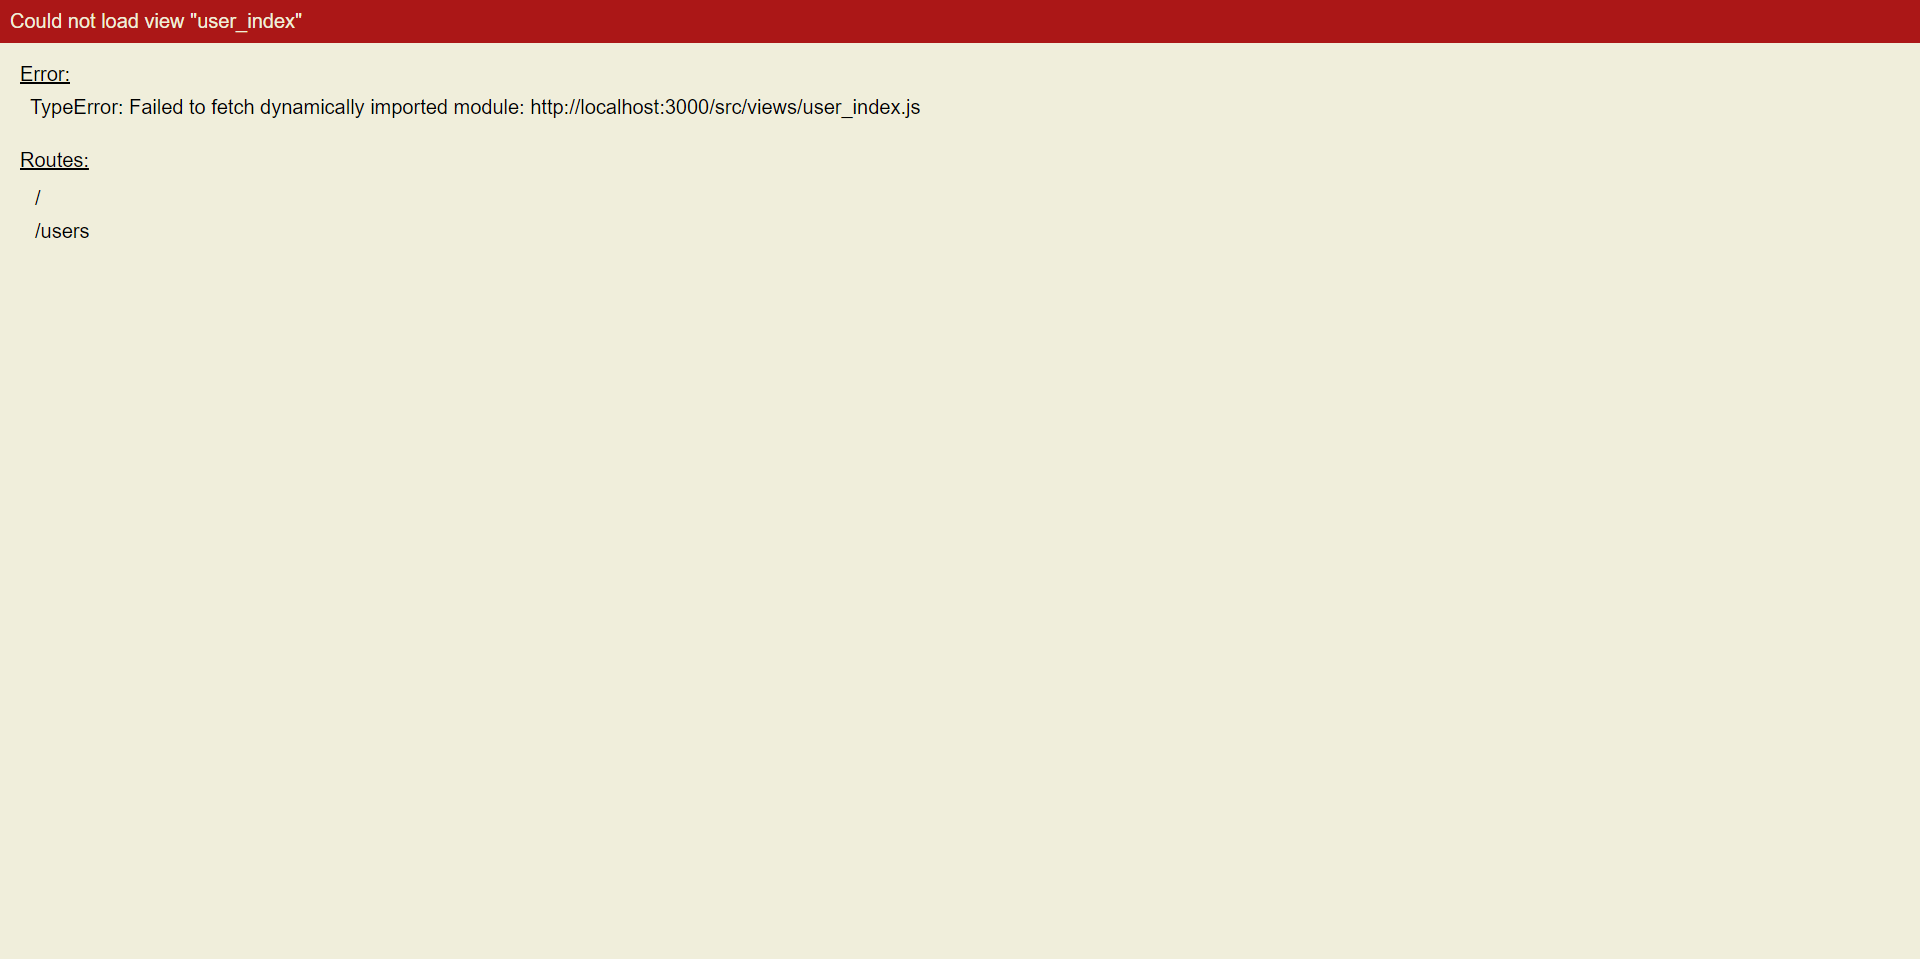 Could not load view "user_index"
Error:
TypeError: Failed to fetch dynamically imported module: http://localhost:3000/src/views/user_index.js
Routes:
/
/users